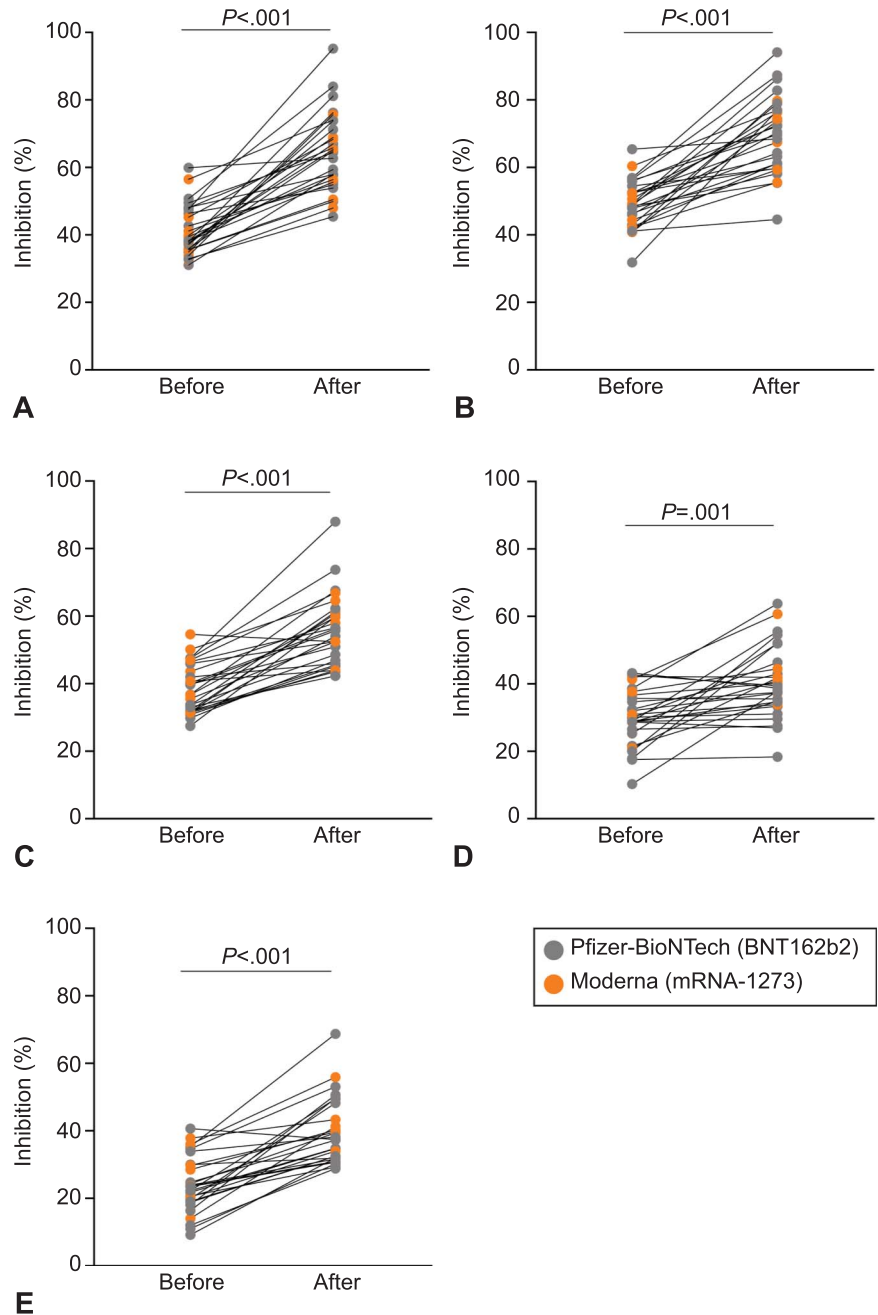 P<.001
100
80
60
40
20
0
Inhibition (%)
Before After
A
P<.001
100
80
60
40
20
0
Inhibition (%)
Before After
B
P<.001
100
80
60
40
20
0
Inhibition (%)
Before After
C
P=.001
100
80
60
40
20
0
Inhibition (%)
Before After
D
P<.001
100
80
60
40
20
0
Inhibition (%)
Before After
E
Pfizer-BioNTech (BNT162b2)
Moderna (mRNA-1273)